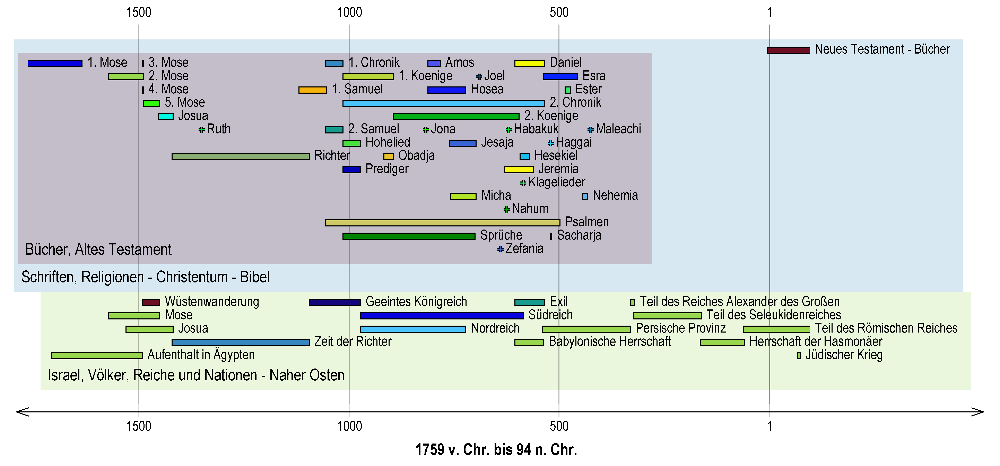 1500 1000 500 1
Neues Testament - Bücher
1. Mose 3. Mose 1. Chronik Amos Daniel
2. Mose 1. Koenige Joel Esra
4. Mose 1. Samuel Hosea Ester
5. Mose 2. Chronik
Josua 2. Koenige
Ruth 2. Samuel Jona Habakuk Maleachi
Hohelied Jesaja Haggai
Richter Obadja Hesekiel
Prediger Jeremia
Klagelieder
Micha Nehemia
Nahum
Psalmen
Sprüche Sacharja
Zefania
Bücher, Altes Testament
Schriften, Religionen - Christentum - Bibel
Wüstenwanderung Geeintes Königreich Exil Teil des Reiches Alexander des Großen
Mose Südreich Teil des Seleukidenreiches
Josua Nordreich Persische Provinz Teil des Römischen Reiches
Zeit der Richter Babylonische Herrschaft Herrschaft der Hasmonäer
Aufenthalt in Ägypten Jüdischer Krieg
Israel, Völker, Reiche und Nationen - Naher Osten
1500 1000 500 1
1759 v. Chr. bis 94 n. Chr.